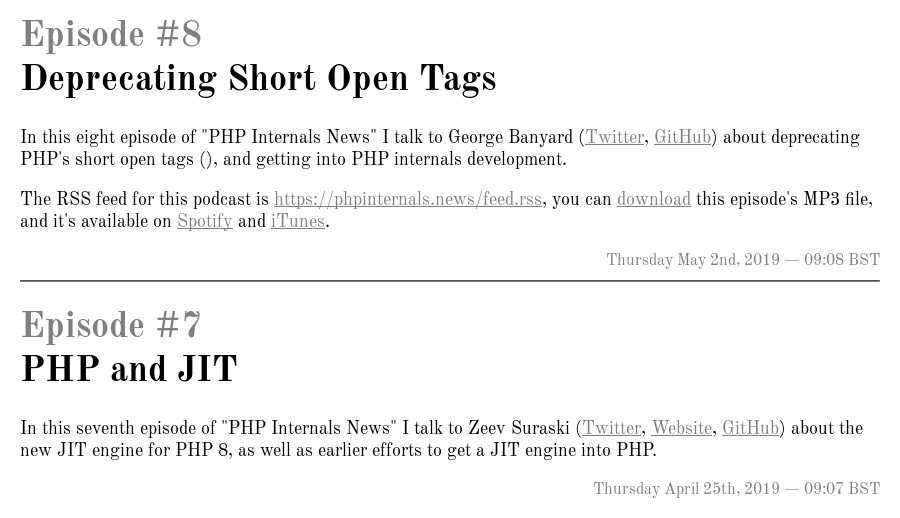 Episode #8
Deprecating Short Open Tags
In this eight episode of "PHP Internals News" I talk to George Banyard (Twitter, GitHub) about deprecating
PHP's short open tags (), and getting into PHP internals development.
The RSS feed for this podcast is https://phpinternals.news/feed.rss, you can download this episode's MP3 file,
and it's available on Spotify and iTunes.
Thursday May 2nd, 2019 — 09:08 BST
Episode #7
PHP and JIT
In this seventh episode of "PHP Internals News" I talk to Zeev Suraski (Twitter, Website, GitHub) about the
new JIT engine for PHP 8, as well as earlier efforts to get a JIT engine into PHP.
Thursday April 25th, 2019 — 09:07 BST